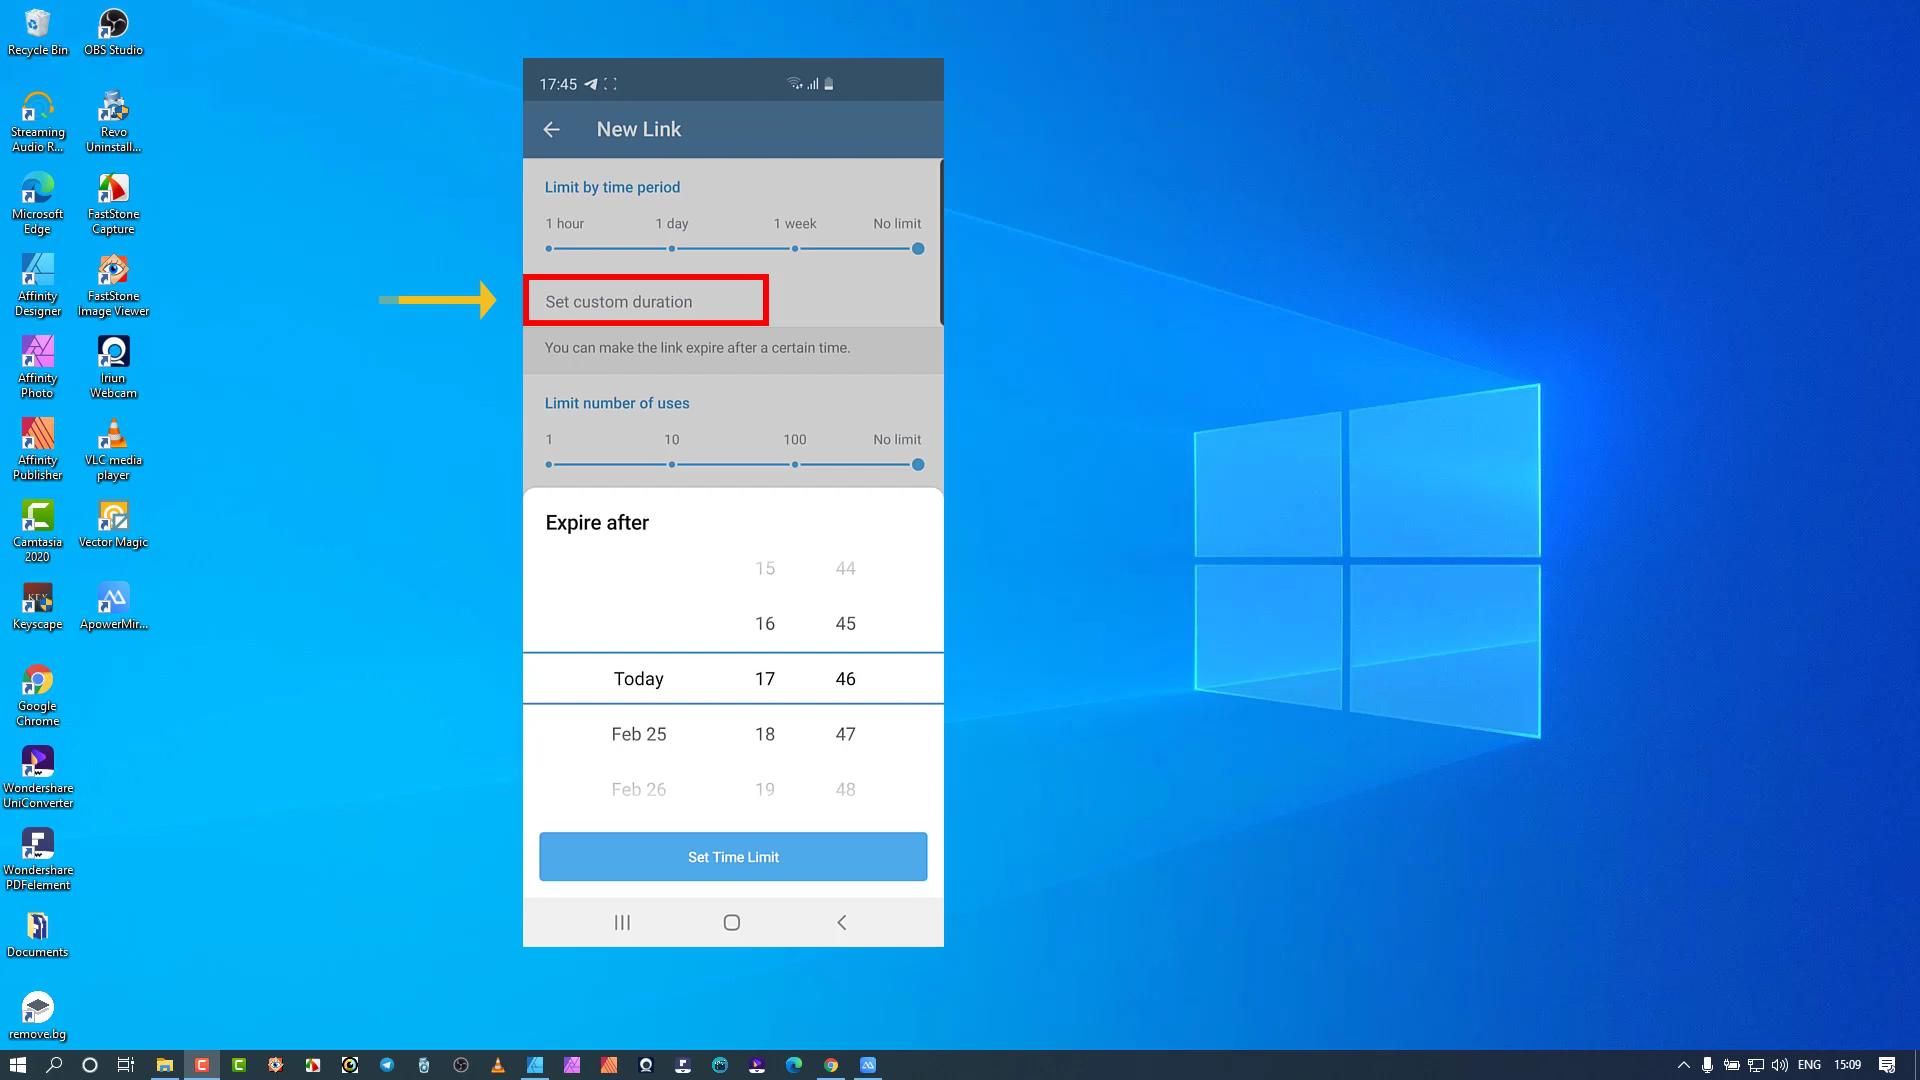 Recycle Bin
OBS Studio
Streaming
Audio R...
Revo
Uninstall...
Microsoft
Edge
FastStone
Capture
Affinity
Designer
FastStone
Image Viewer
Affinity
Photo
Iriun
Webcam
Affinity
Publisher
VLC media
player
Camtasia
2020
Vector Magic
KEY
Keyscape
ApowerMir...
Google
Chrome
Wondershare
UniConverter
Wondershare
PDFelement
Documents
remove.bg
17:45
New Link
Limit by time period
1 hour 1 day 1 week No limit
Set custom duration
You can make the link expire after a certain time.
Limit number of uses
1 10 100 No limit
Expire after
15 44
16 45
Today 17 46
Feb 25 18 47
Feb 26 19 48
Set Time Limit
ENG 15:09